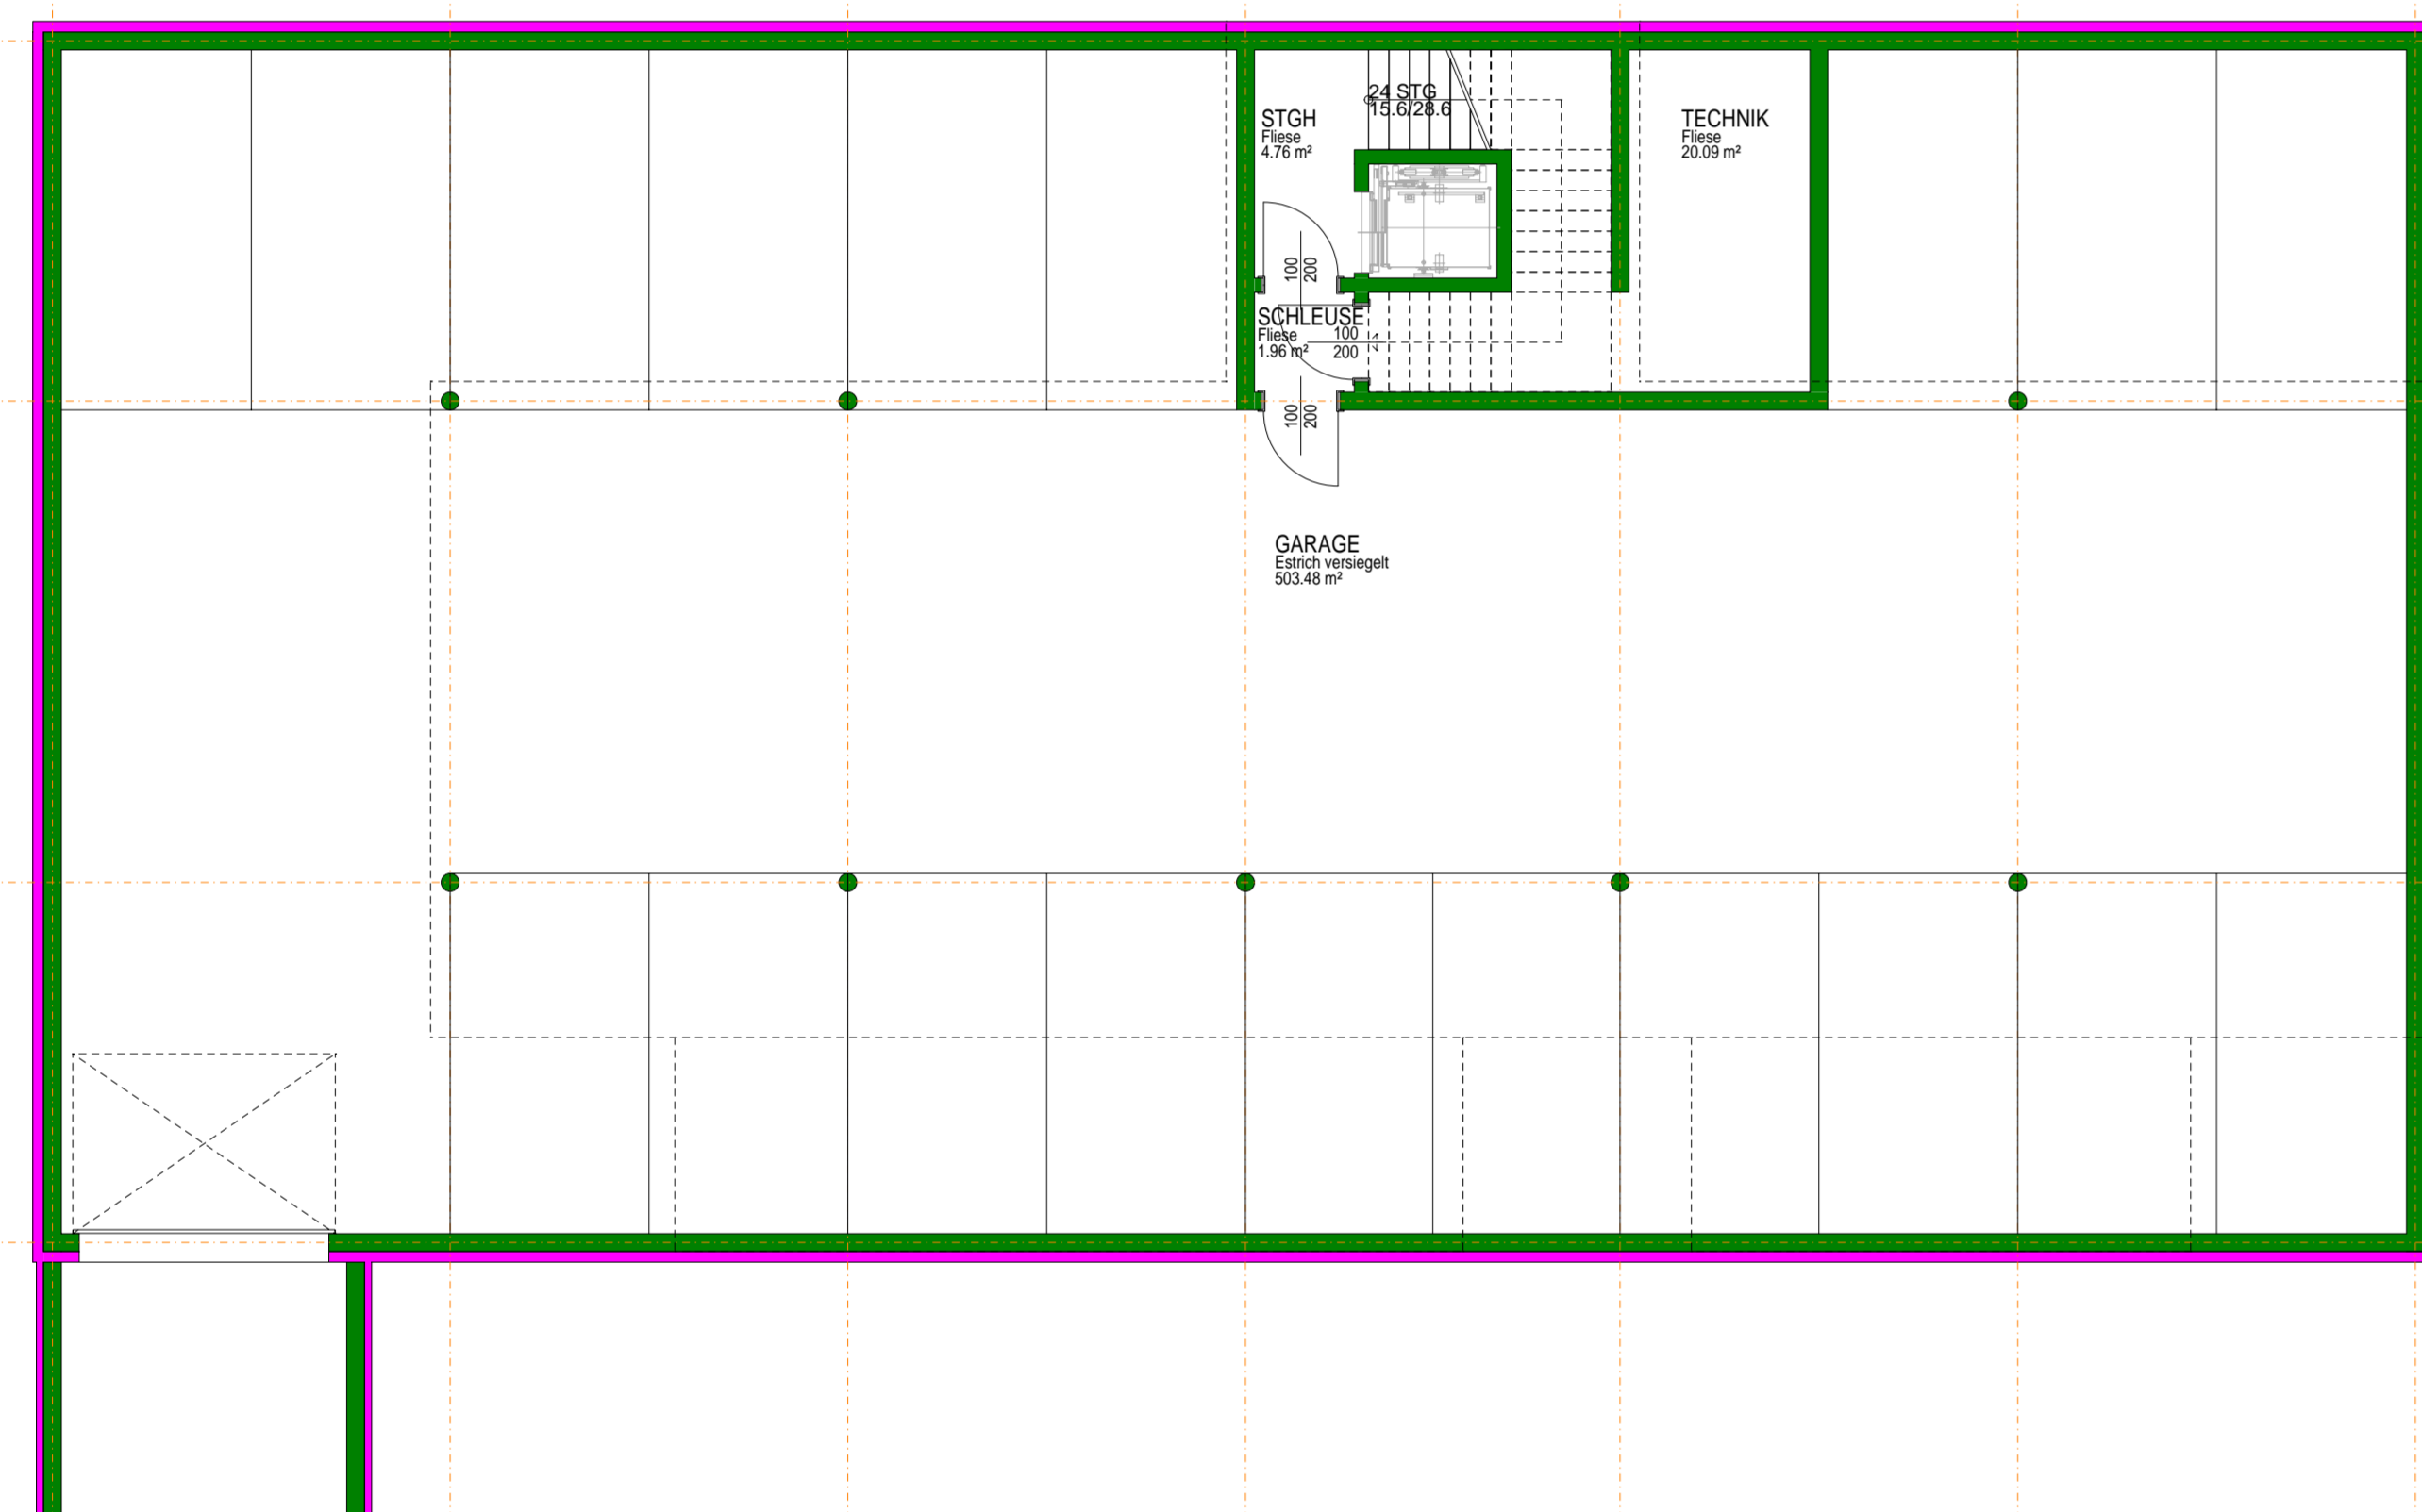 24 STG
15.6/28.6
STGH
Fliese
4.76 m²
TECHNIK
Fliese
20.09 m²
100
200
SCHLEUSE
Fliese
1.96 m²
100
200
100
200
GARAGE
Estrich versiegelt
503.48 m²